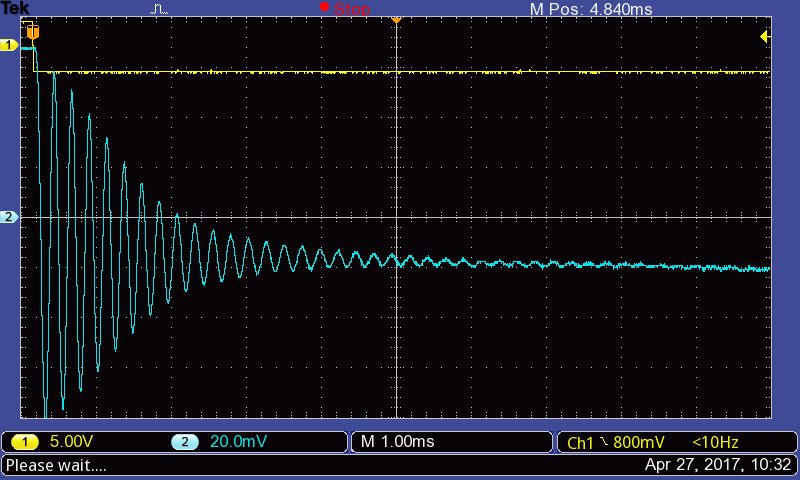 Tek Stop M Pos: 4.840ms
1
2
1 5.00V 2 20.0mV M 1.00ms Ch1 800mV <10Hz
Please wait.... Apr 27, 2017, 10:32